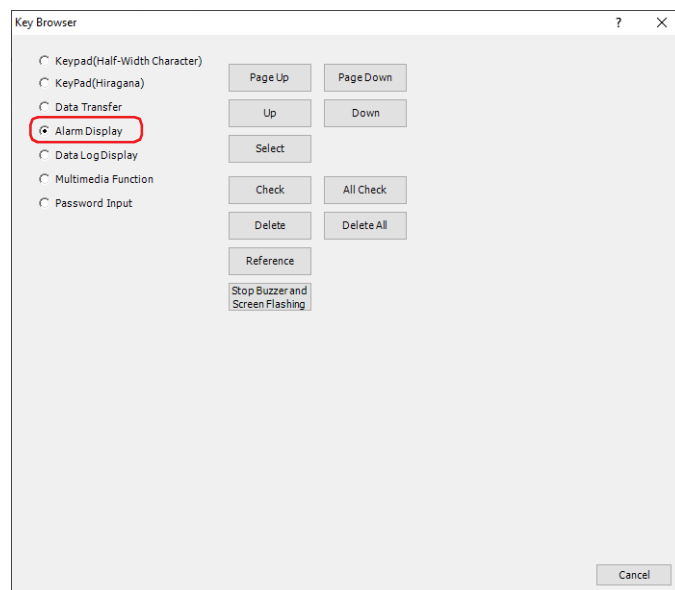 Key Browser
?
Keypad(Half-Width Character)
KeyPad(Hiragana)
Data Transfer
Alarm Display
Data Log Display
Multimedia Function
Password Input
Page Up
Page Down
Up
Down
Select
Check
All Check
Delete
Delete All
Reference
Stop Buzzer and
Screen Flashing
Cancel